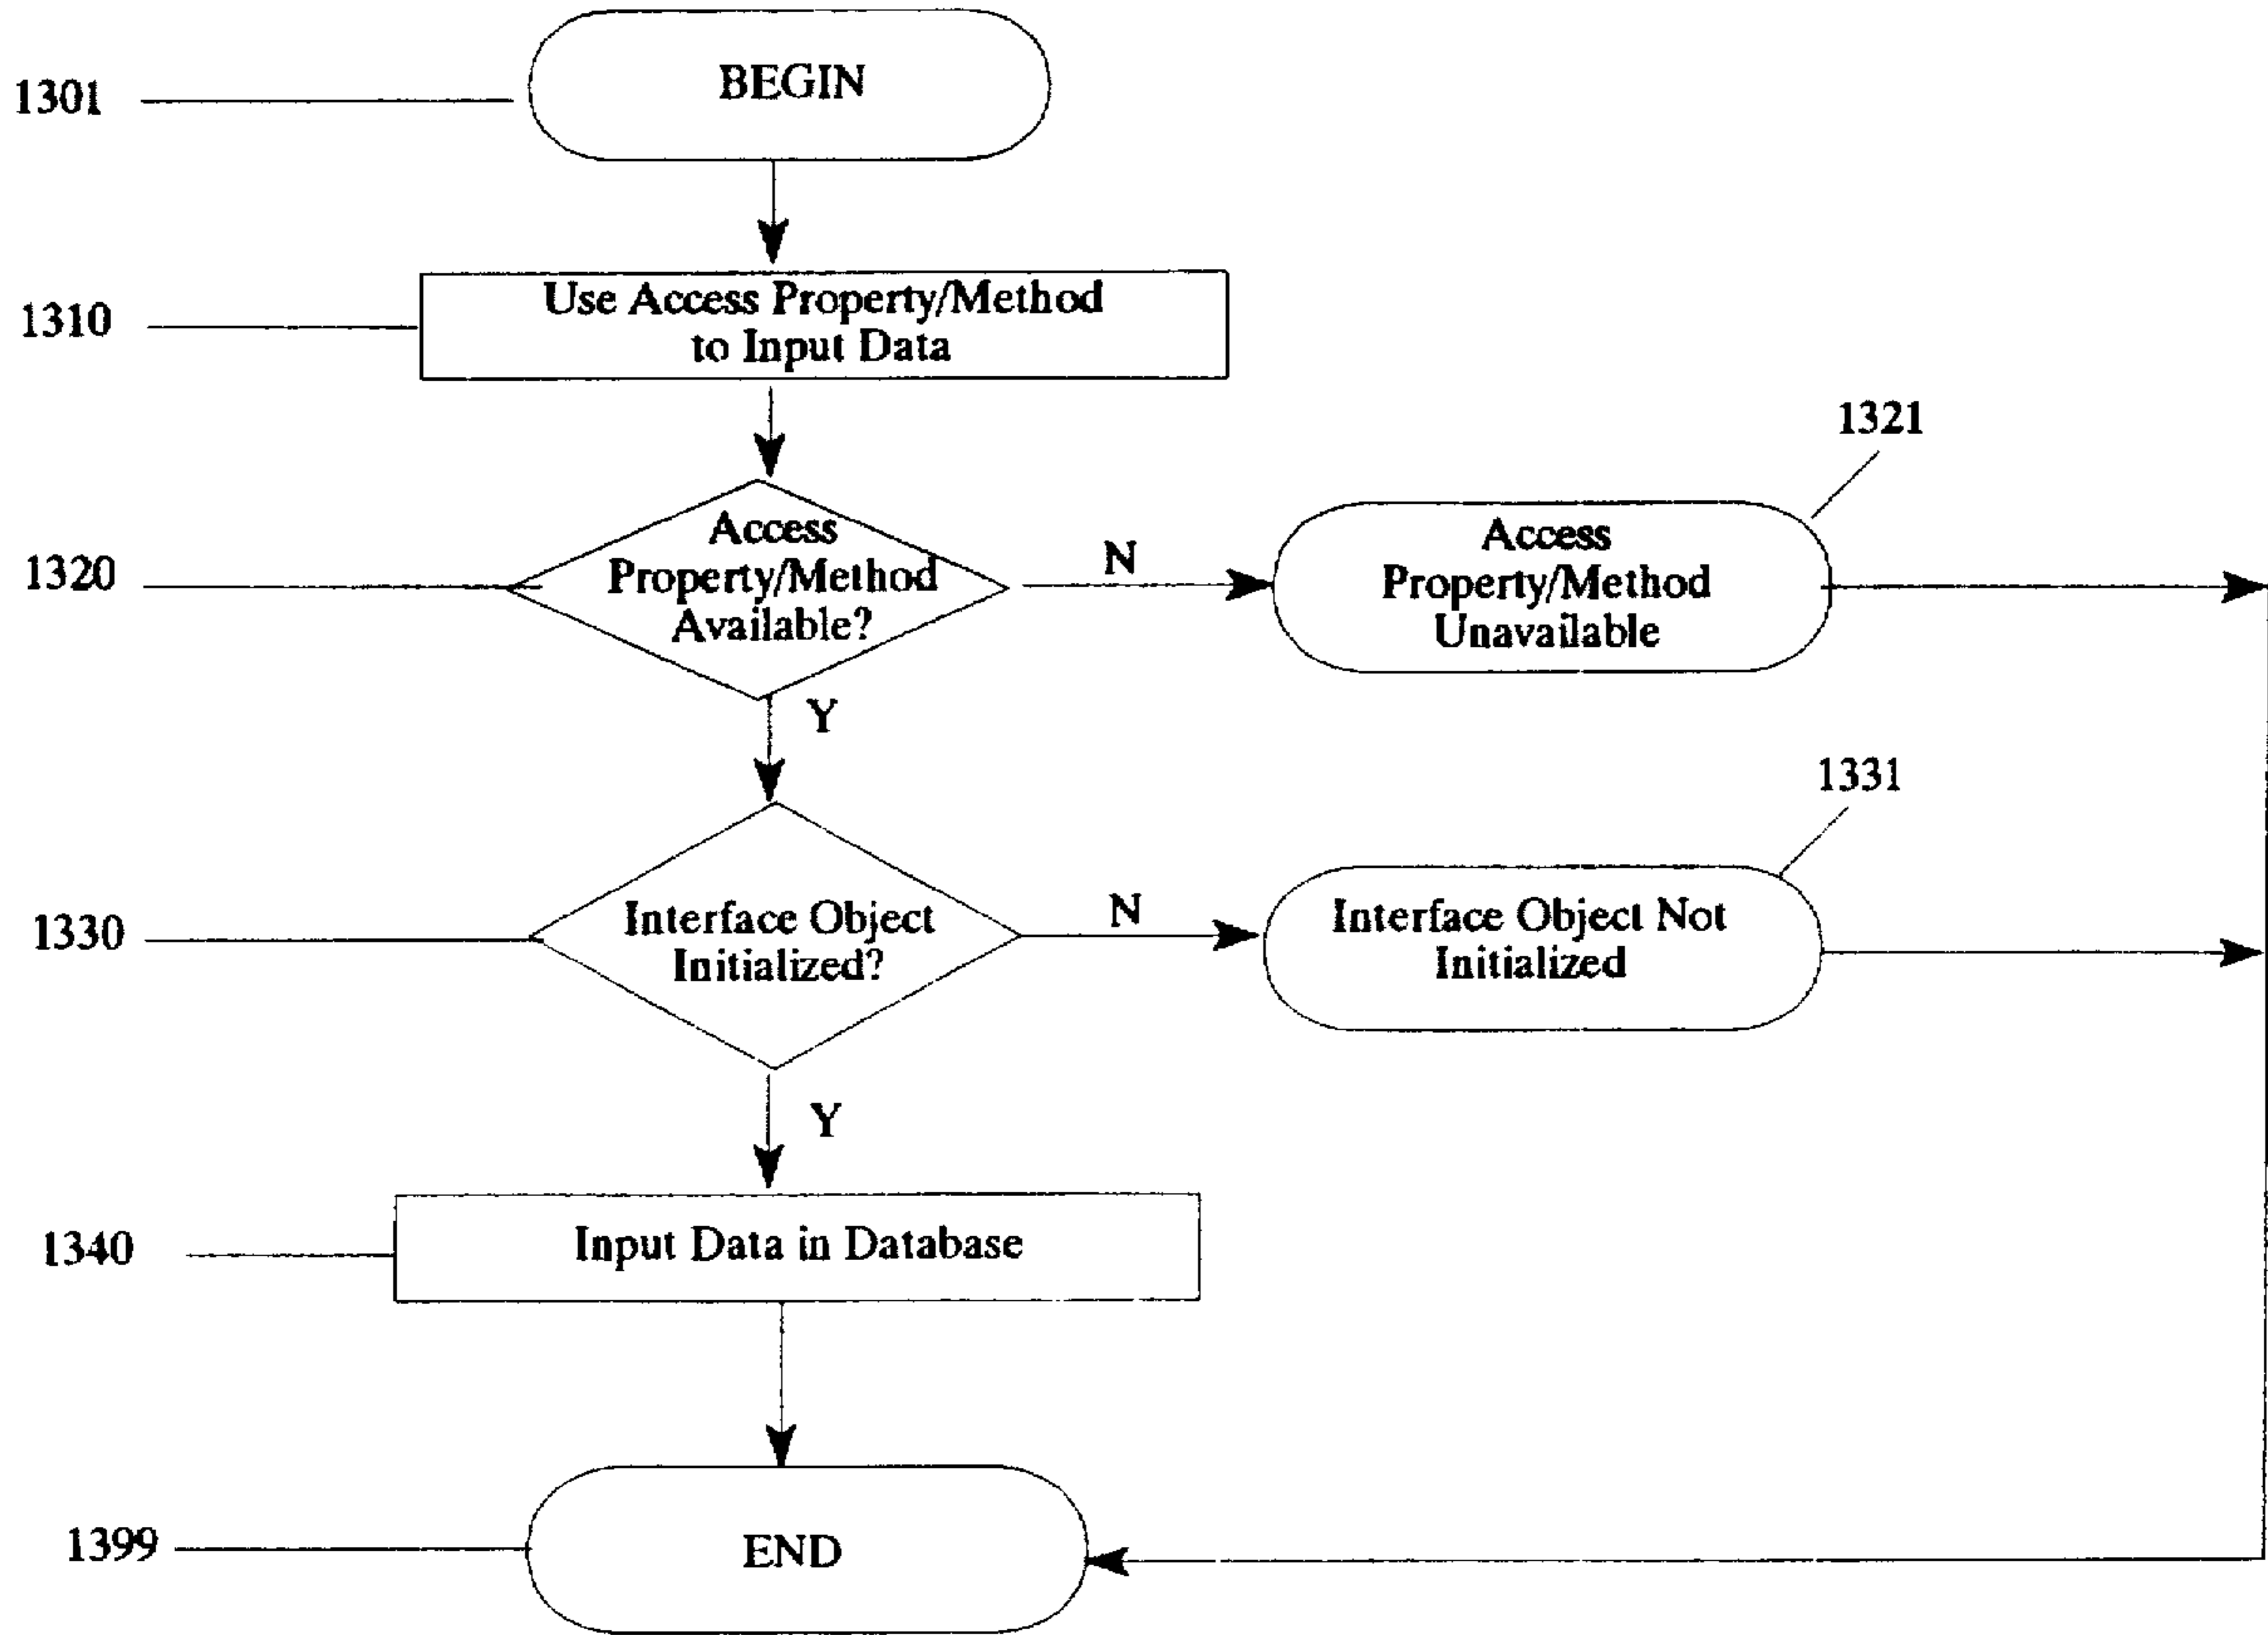 1301
BEGIN
1310
Use Access Property/Method
to Input Data
1321
1320
Access
Property/Method
Available?
N
Access
Property/Method
Unavailable
Y
1331
1330
Interface Object
Initialized?
N
Interface Object Not
Initialized
Y
1340
Input Data in Database
1399
END